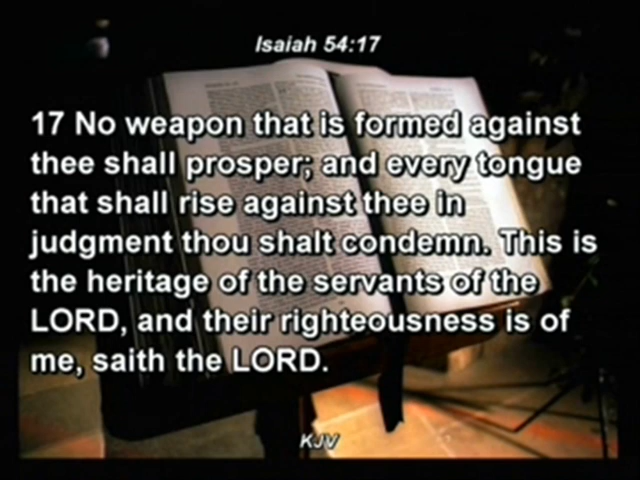 Isaiah 54:17
17 No weapon that is formed against
thee shall prosper; and every tongue
that shall rise against thee in
judgment thou shalt condemn. This is
the heritage of the servants of the
LORD, and their righteousness is of
me, saith the LORD.
KJV